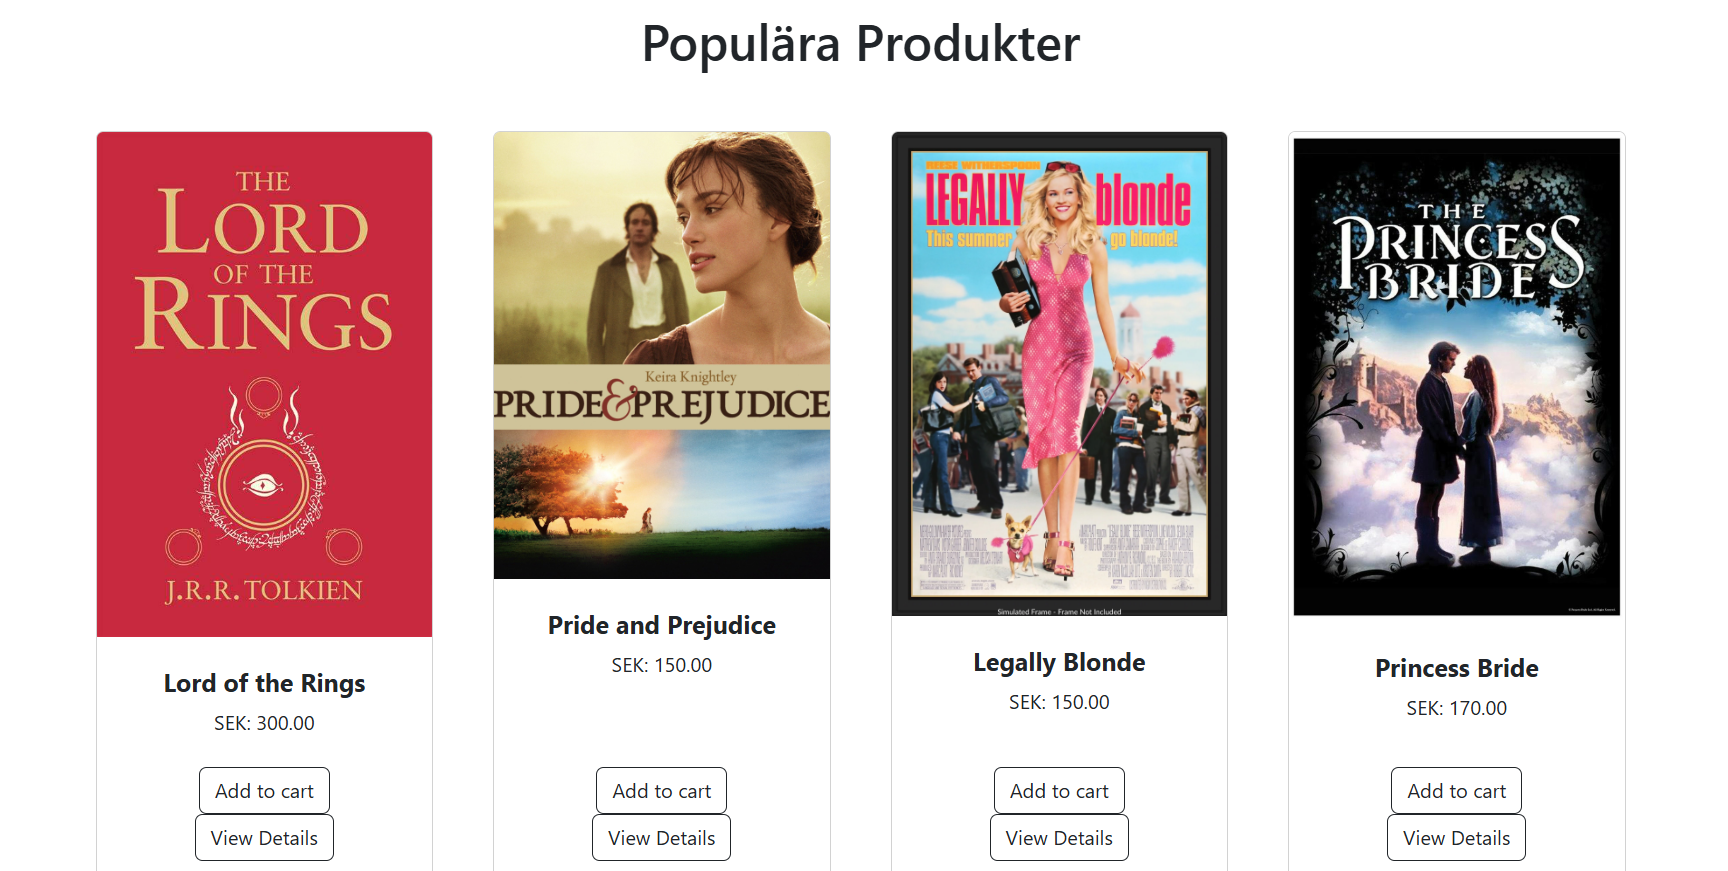 Populära Produkter
THE
LORD
OF THE
RINGS
J.R.R. TOLKIEN
Lord of the Rings
SEK: 300.00
Add to cart
View Details
Keira Knightley
PRIDE & PREJUDICE
Pride and Prejudice
SEK: 150.00
Add to cart
View Details
REESE WITHERSPOON
LEGALLY blonde
This summer go blonde!
Simulated Frame - Frame Not Included
Legally Blonde
SEK: 150.00
Add to cart
View Details
THE
PRINCESS
BRIDE
Princess Bride
SEK: 170.00
Add to cart
View Details